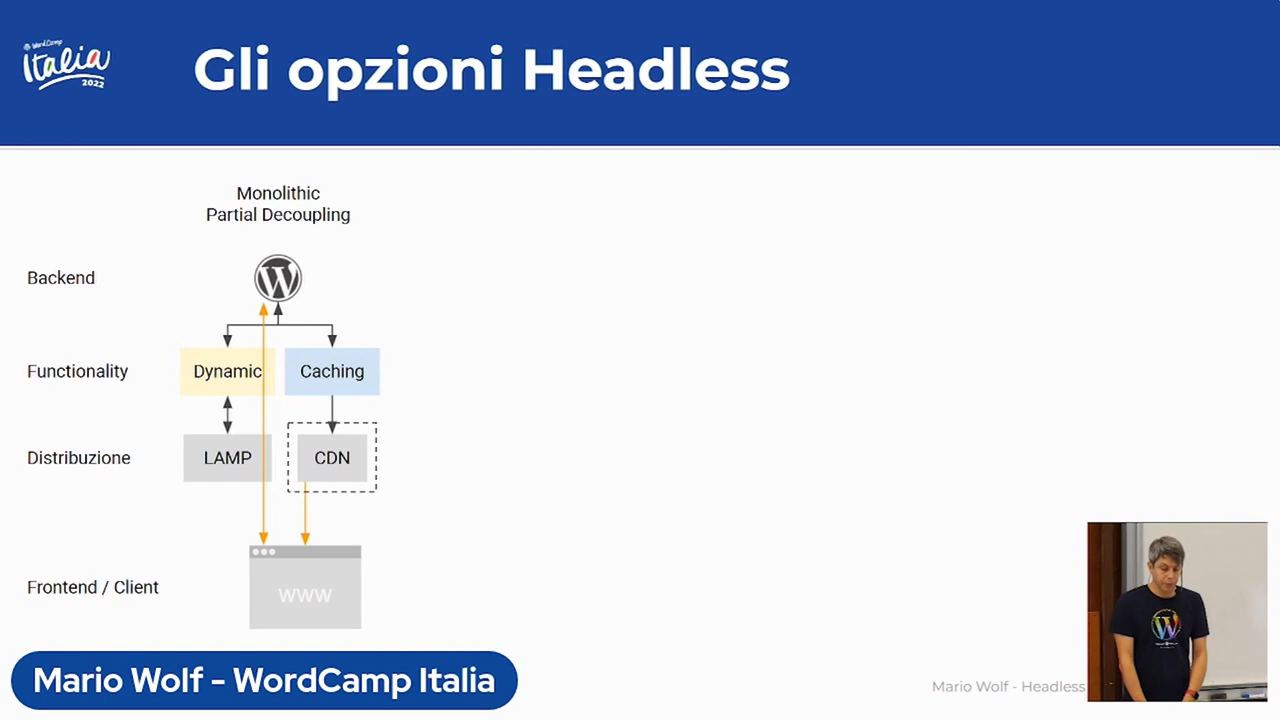 WordCamp
Italia
2022
Gli opzioni Headless
Monolithic
Partial Decoupling
Backend
W
Functionality
Dynamic
Caching
Distribuzione
LAMP
CDN
Frontend / Client
www
Mario Wolf - WordCamp Italia
Mario Wolf - Headless
W